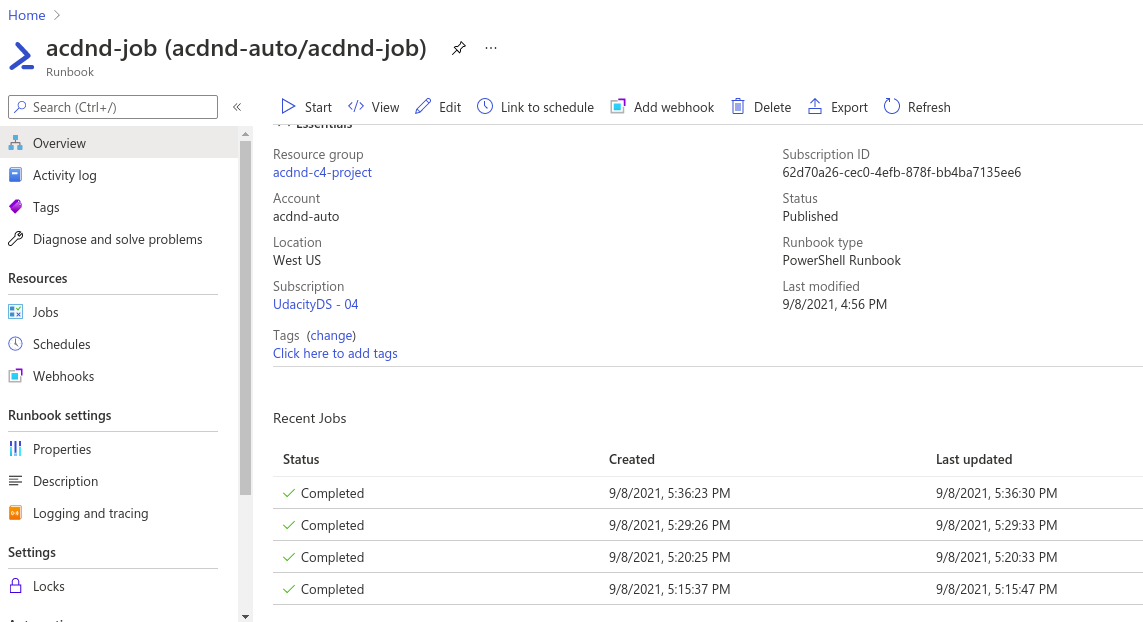 Home
acdnd-job (acdnd-auto/acdnd-job)
...
Runbook
Search (Ctrl+/)
«
Start View Edit Link to schedule Add webhook Delete Export Refresh
Overview
Activity log
Tags
Diagnose and solve problems
Resources
Jobs
Schedules
Webhooks
Runbook settings
Properties
Description
Logging and tracing
Settings
Locks
Essentials
Resource group
acdnd-c4-project
Account
acdnd-auto
Location
West US
Subscription
UdacityDS - 04
Tags (change)
Click here to add tags
Subscription ID
62d70a26-cec0-4efb-878f-bb4ba7135ee6
Status
Published
Runbook type
PowerShell Runbook
Last modified
9/8/2021, 4:56 PM
Recent Jobs
Status Created Last updated
Completed 9/8/2021, 5:36:23 PM 9/8/2021, 5:36:30 PM
Completed 9/8/2021, 5:29:26 PM 9/8/2021, 5:29:33 PM
Completed 9/8/2021, 5:20:25 PM 9/8/2021, 5:20:33 PM
Completed 9/8/2021, 5:15:37 PM 9/8/2021, 5:15:47 PM